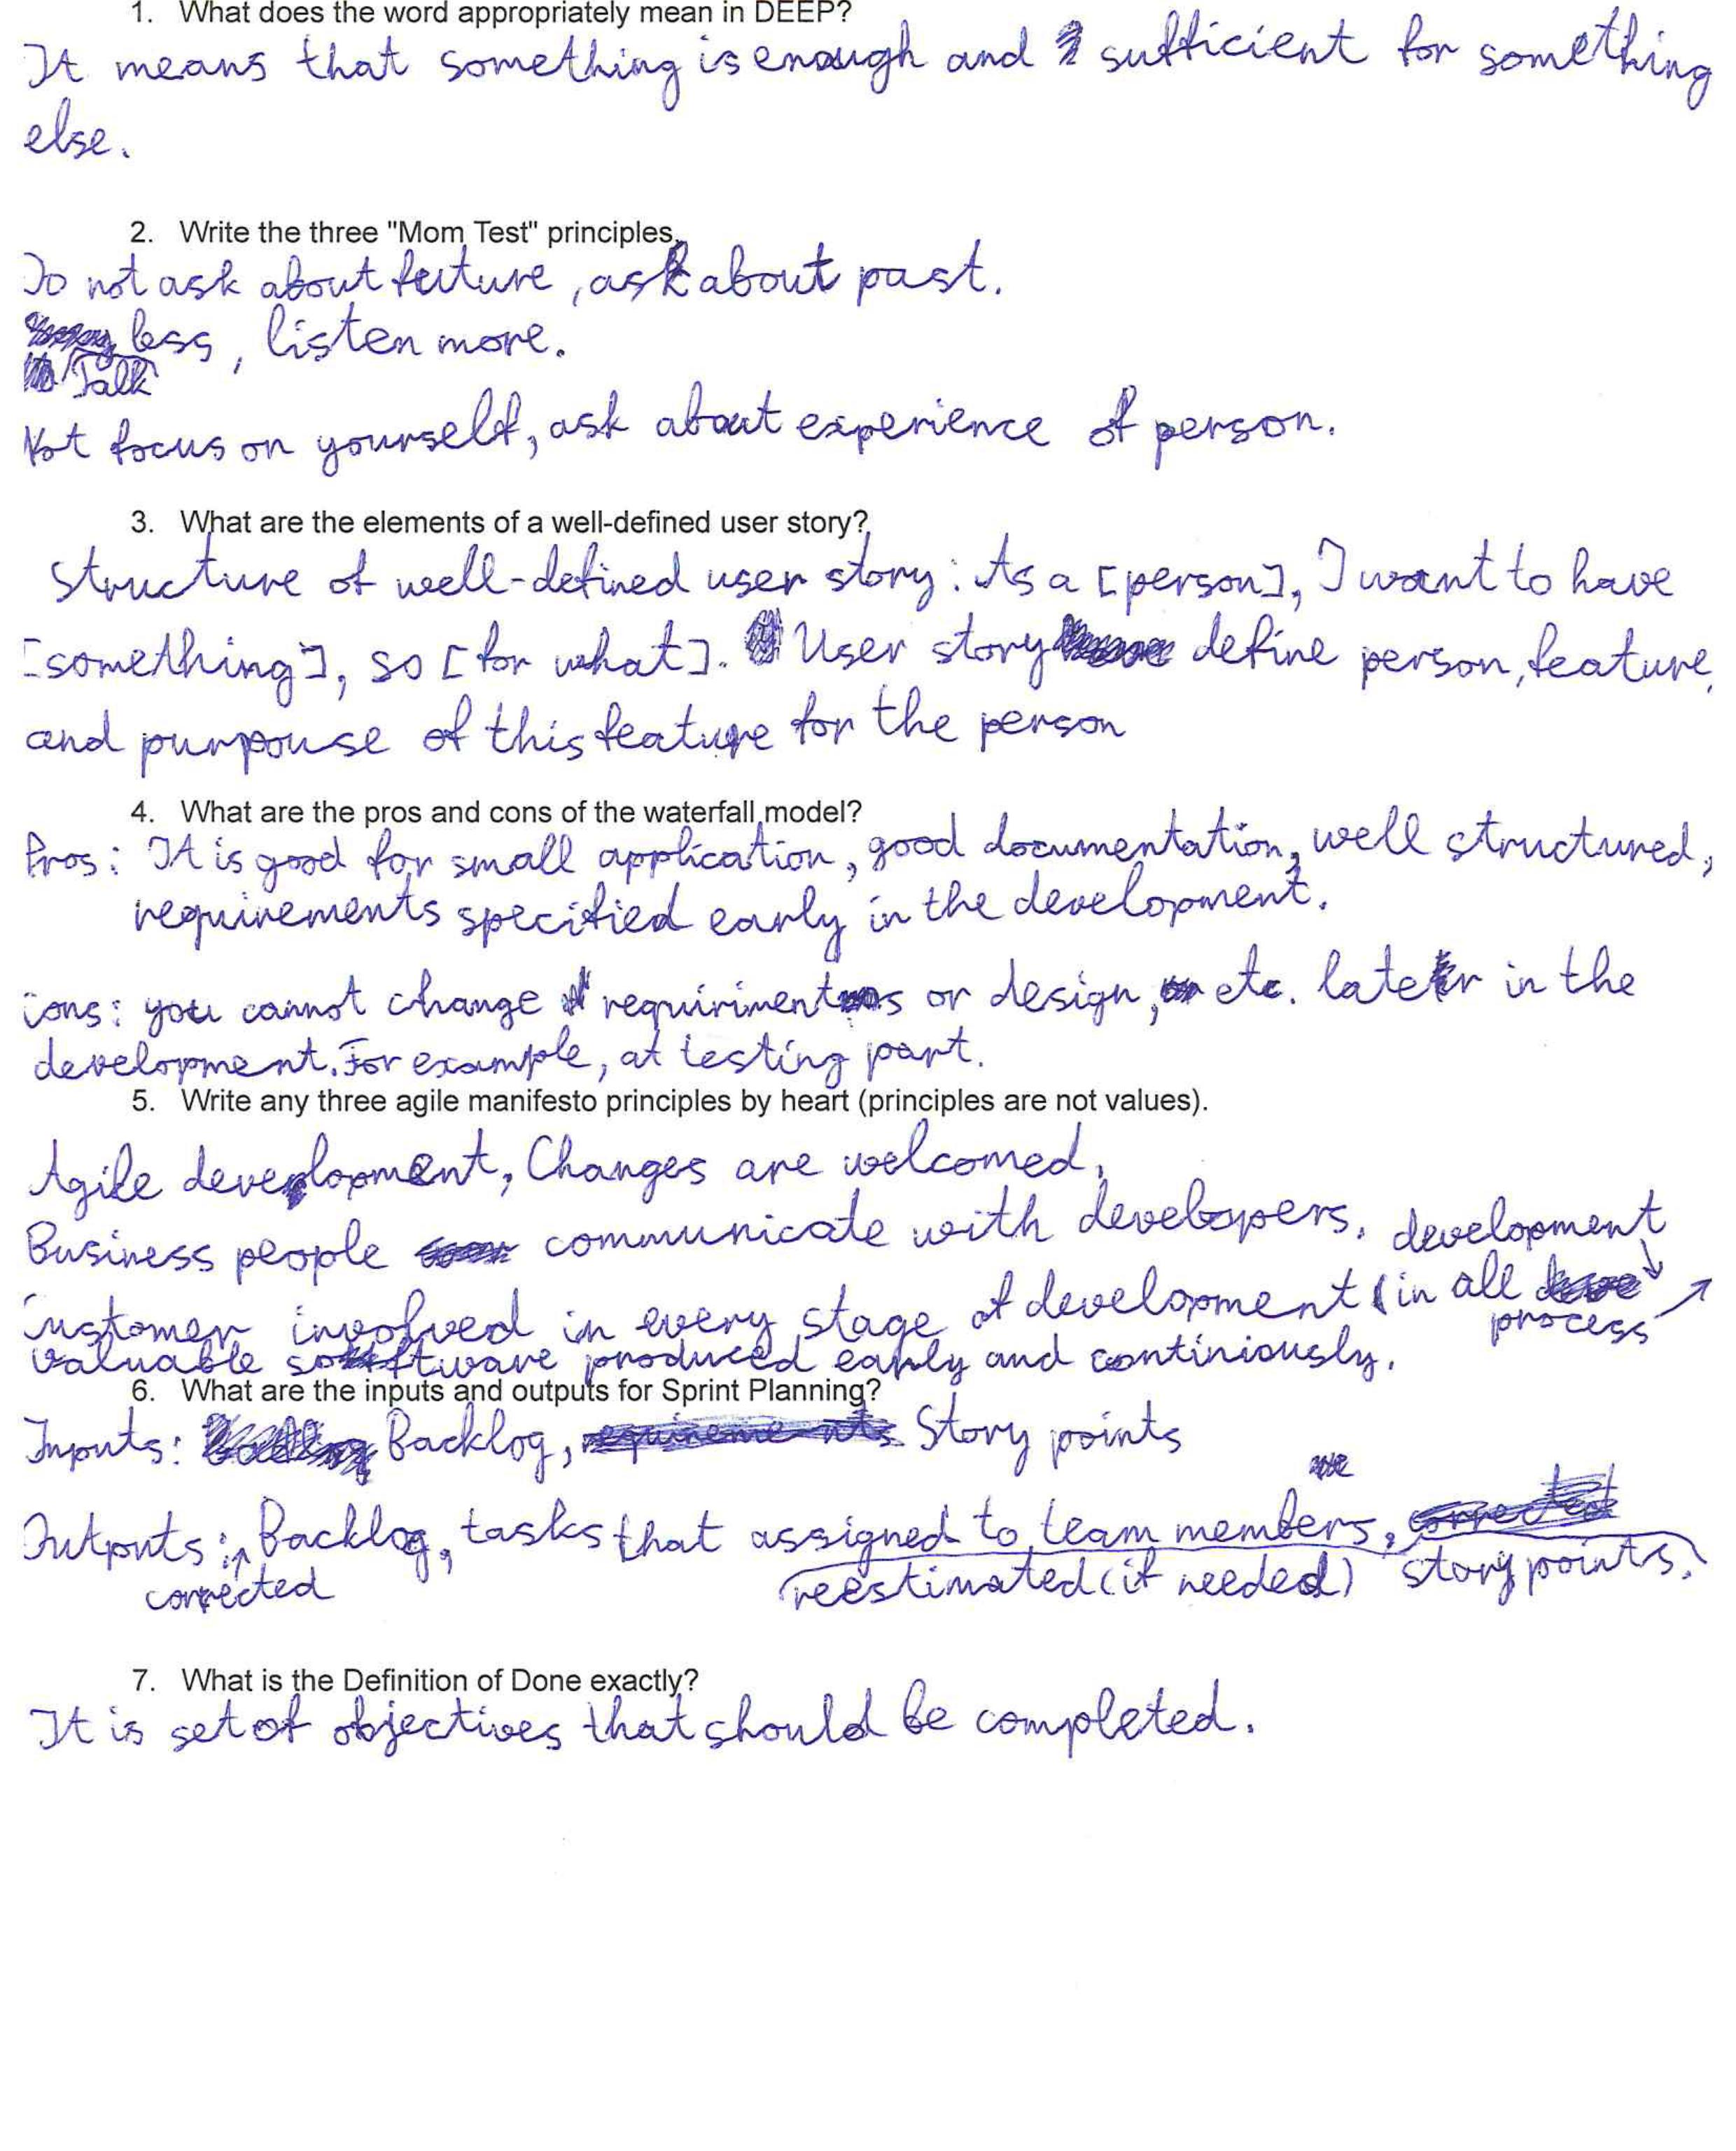 1. What does the word appropriately mean in DEEP?
It means that something is enough and sufficient for something
else.
2. Write the three "Mom Test" principles.
Do not ask about future, ask about past.
Talk less, listen more.
Not focus on yourself, ask about experience of person.
3. What are the elements of a well-defined user story?
Structure of well-defined user story: As a [person], I want to have
[something], so [for what]. User story define person, feature,
and purpouse of this feature for the person
4. What are the pros and cons of the waterfall model?
Pros: It is good for small application, good documentation, well structured,
requirements specified early in the development.
Cons: you cannot change requiriments or design, etc. later in the
development. For example, at testing part.
5. Write any three agile manifesto principles by heart (principles are not values).
Agile development, Changes are welcomed,
Business people communicate with developers.
Customer involved in every stage of development (in all development process
valuable software produced early and continiously.
6. What are the inputs and outputs for Sprint Planning?
Inputs: Backlog, Story points
Outputs: corrected Backlog, tasks that assigned to team members,
reestimated (if needed) story points.
7. What is the Definition of Done exactly?
It is set of objectives that should be completed.